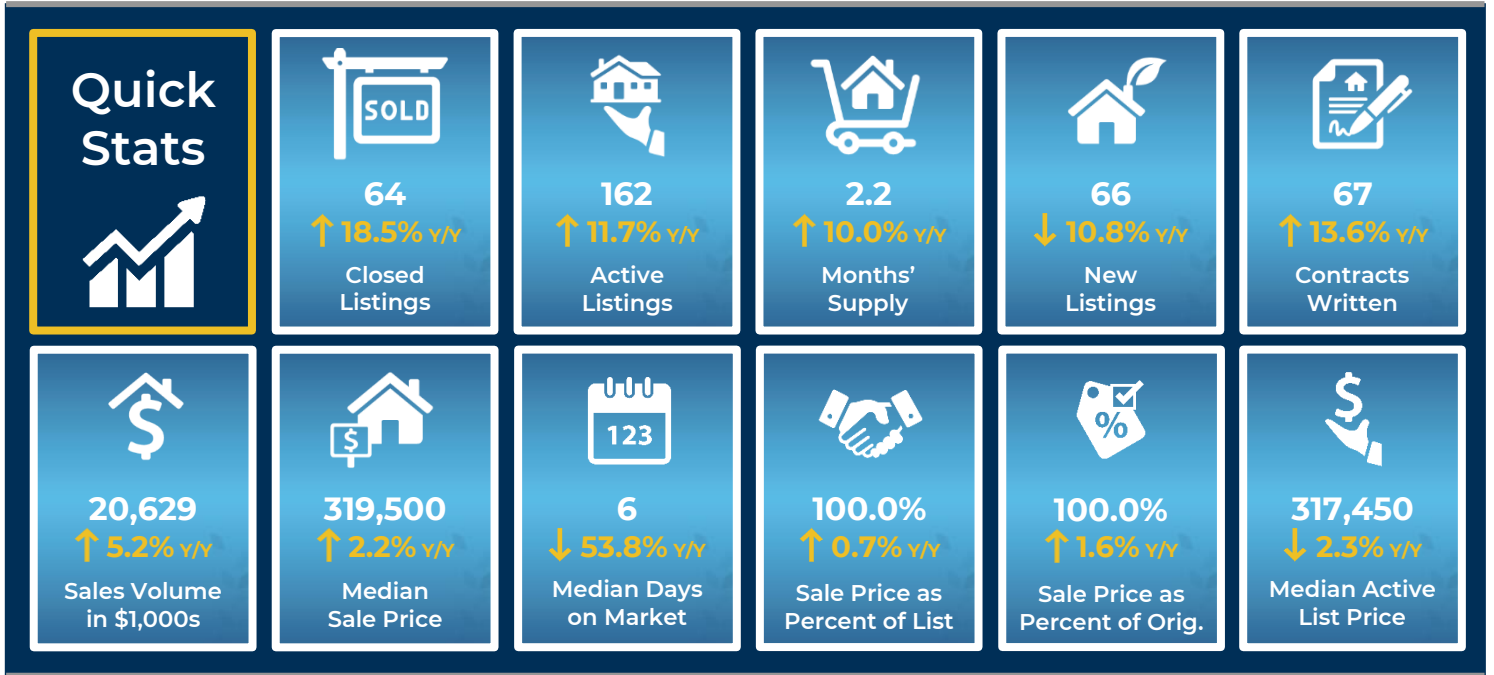 Quick
Stats
SOLD
64
↑ 18.5% Y/Y
Closed
Listings
162
↑ 11.7% Y/Y
Active
Listings
2.2
↑ 10.0% Y/Y
Months’
Supply
66
↓ 10.8% Y/Y
New
Listings
67
↑ 13.6% Y/Y
Contracts
Written
$
20,629
↑ 5.2% Y/Y
Sales Volume
in $1,000s
$
319,500
↑ 2.2% Y/Y
Median
Sale Price
123
6
↓ 53.8% Y/Y
Median Days
on Market
100.0%
↑ 0.7% Y/Y
Sale Price as
Percent of List
%
100.0%
↑ 1.6% Y/Y
Sale Price as
Percent of Orig.
$
317,450
↓ 2.3% Y/Y
Median Active
List Price